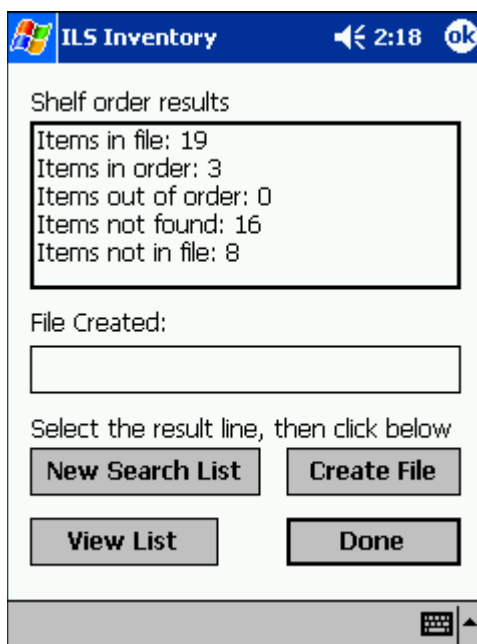 ILS Inventory 2:18 ok
Shelf order results
Items in file: 19
Items in order: 3
Items out of order: 0
Items not found: 16
Items not in file: 8
File Created:
Select the result line, then click below
New Search List Create File
View List Done